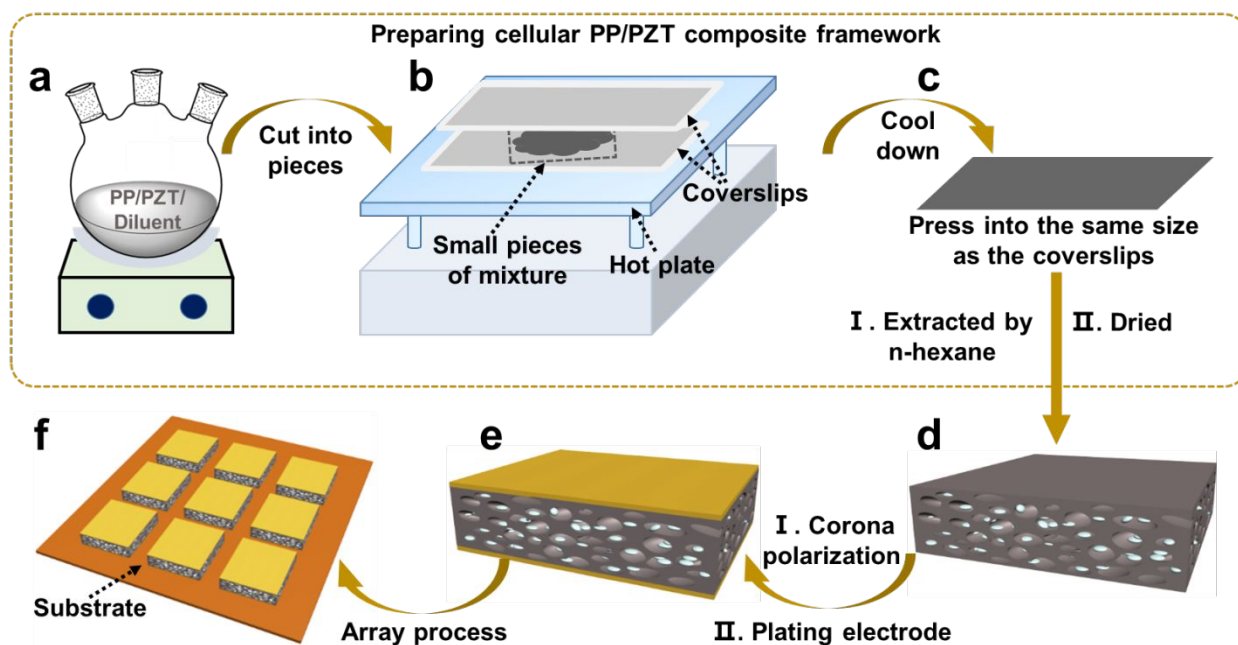 Preparing cellular PP/PZT composite framework
a
PP/PZT/
Diluent
Cut into
pieces
b
Coverslips
Small pieces
of mixture
Hot plate
Cool
down
c
Press into the same size
as the coverslips
Ⅰ. Extracted by
n-hexane
Ⅱ. Dried
d
Ⅰ. Corona
polarization
Ⅱ. Plating electrode
e
Array process
f
Substrate